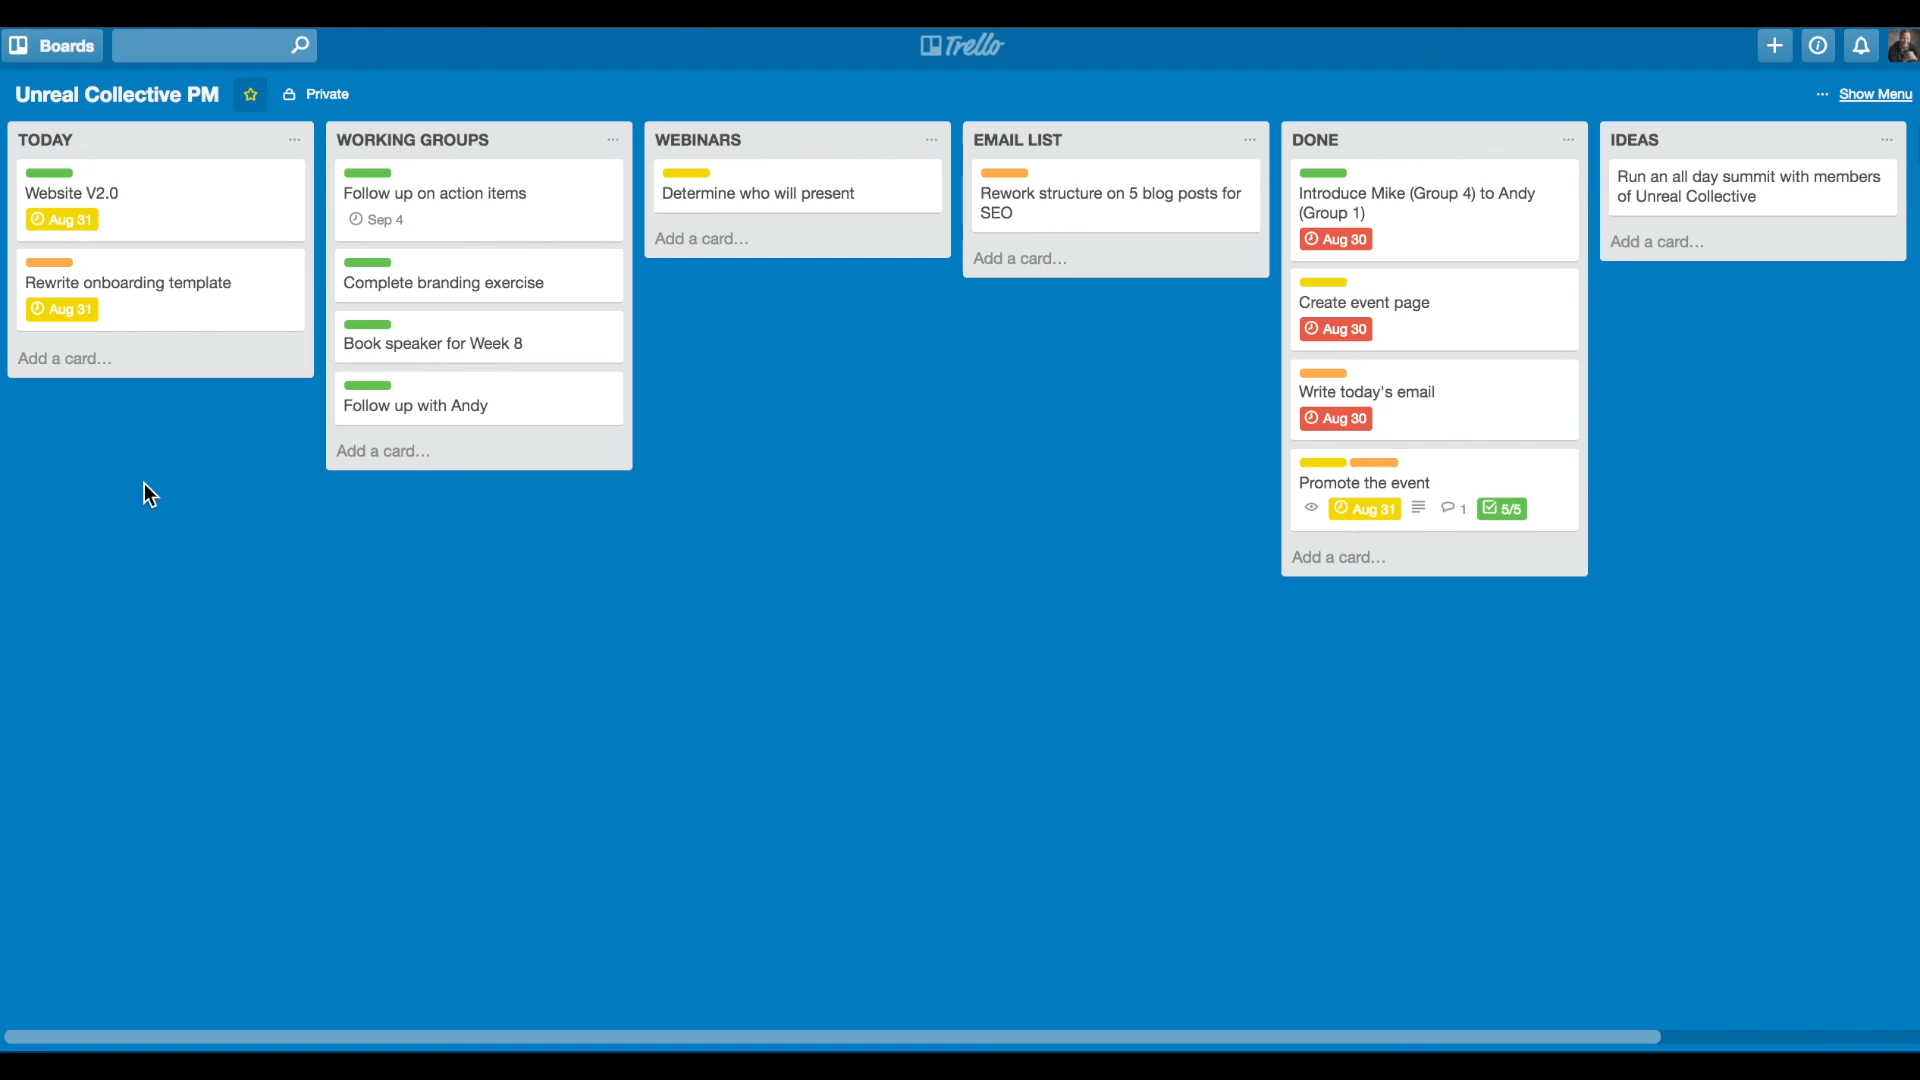 Boards
Trello
Unreal Collective PM
Private
... Show Menu
TODAY ...
Website V2.0
Aug 31
Rewrite onboarding template
Aug 31
Add a card…
WORKING GROUPS ...
Follow up on action items
Sep 4
Complete branding exercise
Book speaker for Week 8
Follow up with Andy
Add a card…
WEBINARS ...
Determine who will present
Add a card…
EMAIL LIST ...
Rework structure on 5 blog posts for
SEO
Add a card…
DONE ...
Introduce Mike (Group 4) to Andy
(Group 1)
Aug 30
Create event page
Aug 30
Write today's email
Aug 30
Promote the event
Aug 31 1 5/5
Add a card…
IDEAS ...
Run an all day summit with members
of Unreal Collective
Add a card…